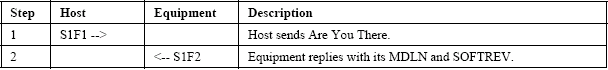 Step Host Equipment Description
1 S1F1 --> Host sends Are You There.
2 <-- S1F2 Equipment replies with its MDLN and SOFTREV.